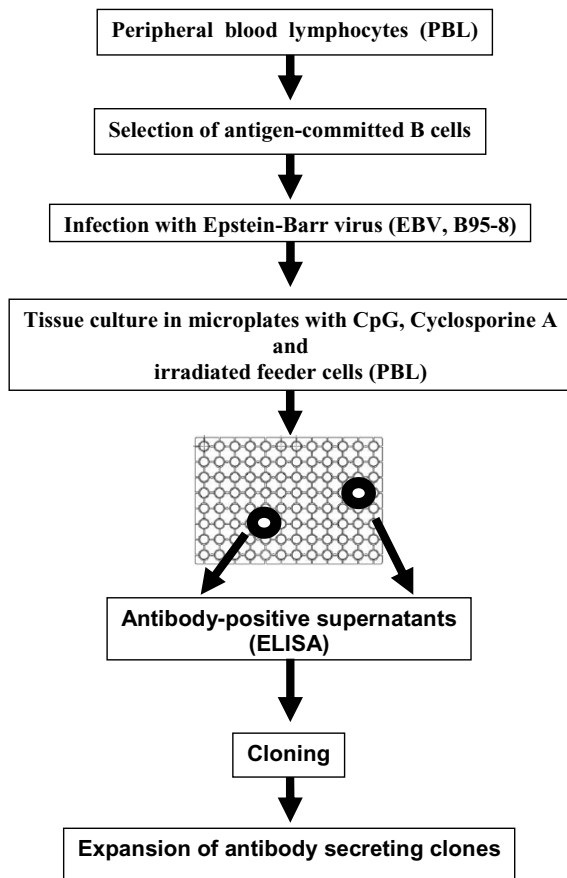 Peripheral blood lymphocytes (PBL)
Selection of antigen-committed B cells
Infection with Epstein-Barr virus (EBV, B95-8)
Tissue culture in microplates with CpG, Cyclosporine A
and
irradiated feeder cells (PBL)
Antibody-positive supernatants
(ELISA)
Cloning
Expansion of antibody secreting clones